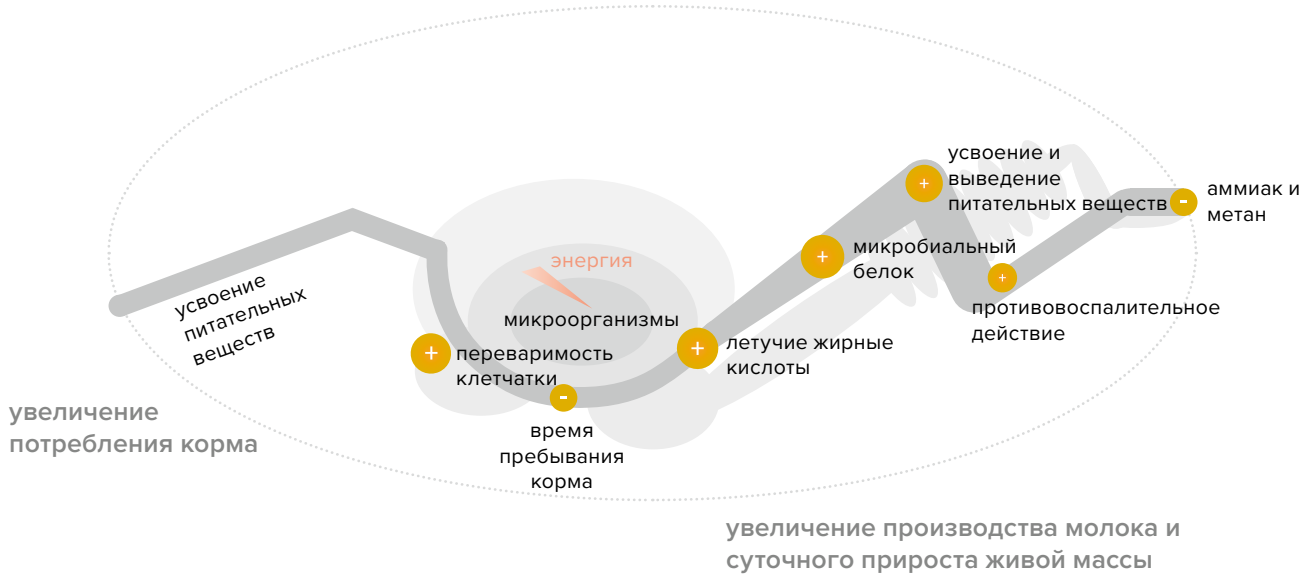 усвоение и
выведение
питательных веществ
+
-
аммиак и
метан
+
микробиальный
белок
энергия
+
противовоспалительное
действие
усвоение
питательных
веществ
микроорганизмы
+
летучие жирные
кислоты
+
переваримость
клетчатки
-
время
пребывания
корма
увеличение
потребления корма
увеличение производства молока и
суточного прироста живой массы